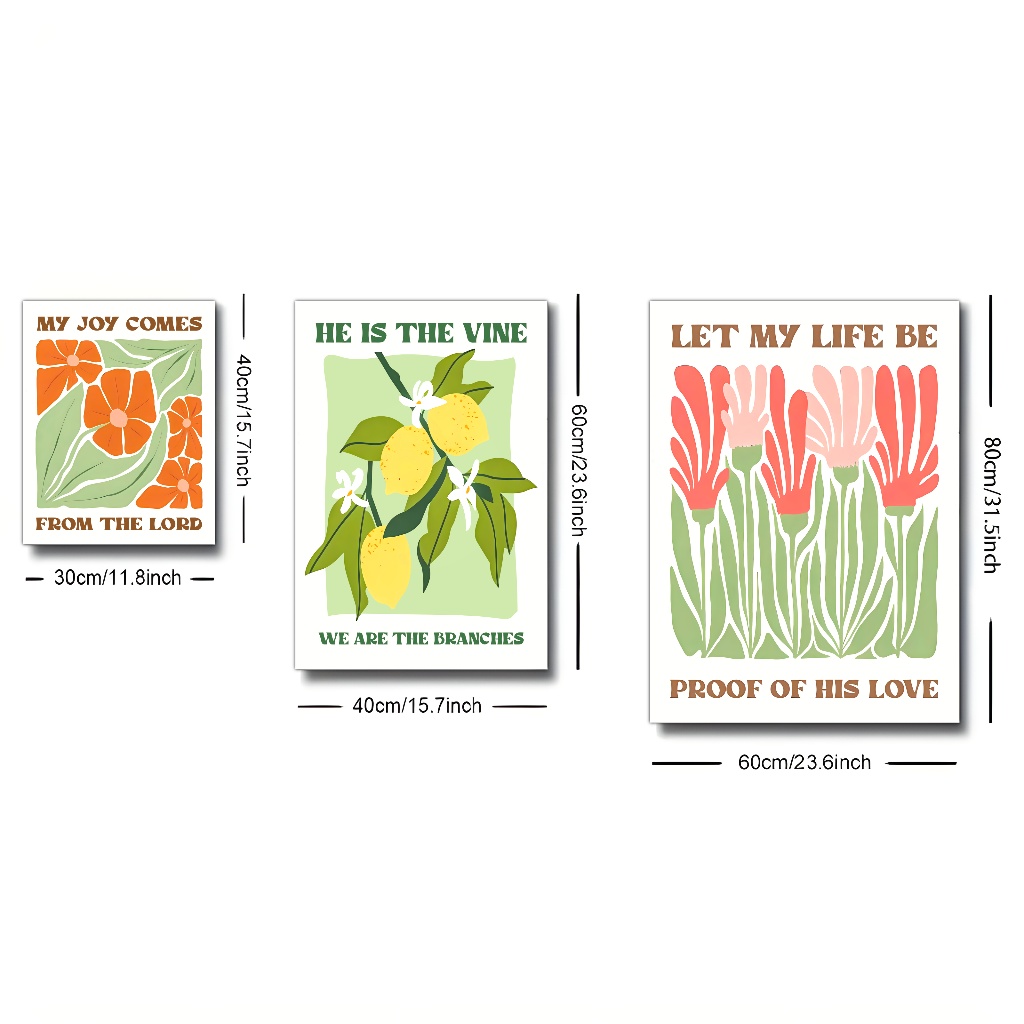 MY JOY COMES
FROM THE LORD
40cm/15.7inch
30cm/11.8inch
HE IS THE VINE
WE ARE THE BRANCHES
60cm/23.6inch
40cm/15.7inch
LET MY LIFE BE
PROOF OF HIS LOVE
80cm/31.5inch
60cm/23.6inch